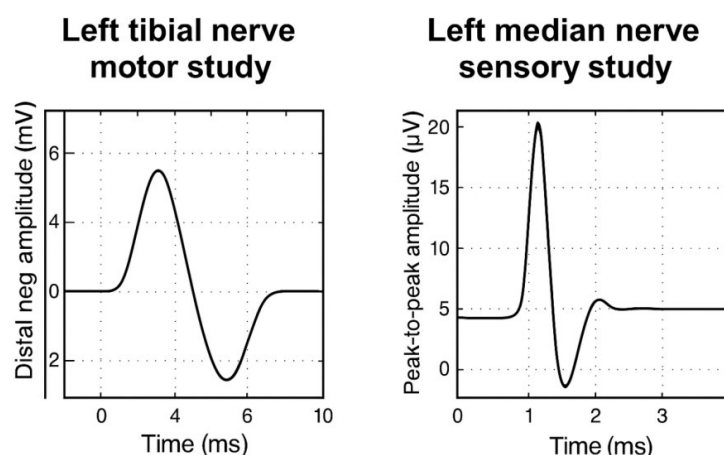 Left tibial nerve
motor study
Distal neg amplitude (mV)
6
4
0
2
0
4
6
10
Time (ms)
Left median nerve
sensory study
Peak-to-peak amplitude (µV)
20
15
10
5
0
0
1
2
3
Time (ms)